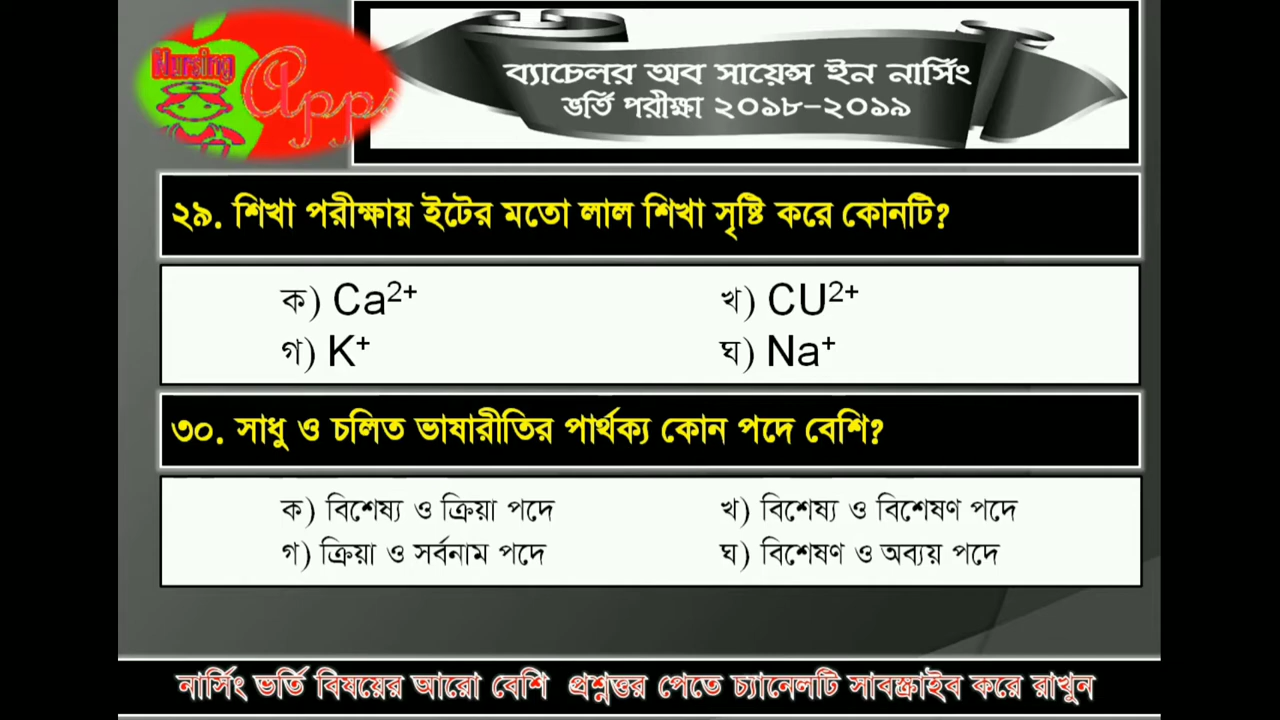 Nursing
Apps
ব্যাচেলর অব সায়েন্স ইন নার্সিং
ভর্তি পরীক্ষা ২০১৮-২০১৯
২৯. শিখা পরীক্ষায় ইটের মতো লাল শিখা সৃষ্টি করে কোনটি?
ক) Ca²⁺ খ) CU²⁺
গ) K⁺ ঘ) Na⁺
৩০. সাধু ও চলিত ভাষারীতির পার্থক্য কোন পদে বেশি?
ক) বিশেষ্য ও ক্রিয়া পদে খ) বিশেষ্য ও বিশেষণ পদে
গ) ক্রিয়া ও সর্বনাম পদে ঘ) বিশেষণ ও অব্যয় পদে
নার্সিং ভর্তি বিষয়ের আরো বেশি প্রশ্নত্তর পেতে চ্যানেলটি সাবস্ক্রাইব করে রাখুন